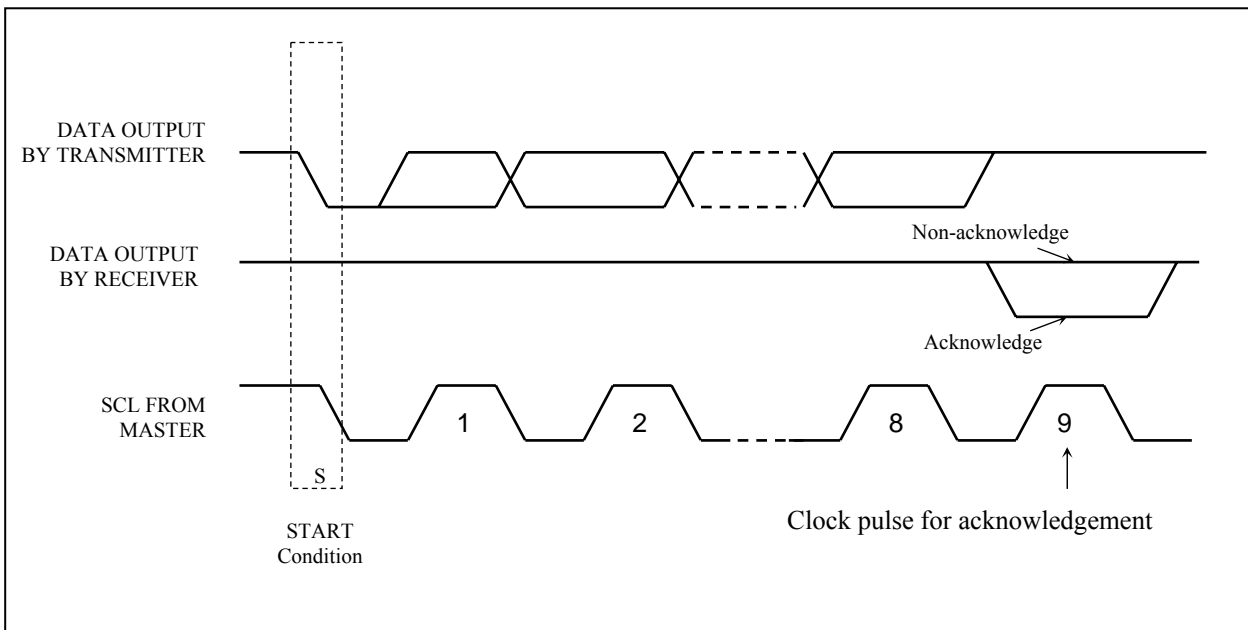 DATA OUTPUT
BY TRANSMITTER
Non-acknowledge
DATA OUTPUT
BY RECEIVER
Acknowledge
SCL FROM
MASTER
1
2
8
9
S
START
Condition
Clock pulse for acknowledgement